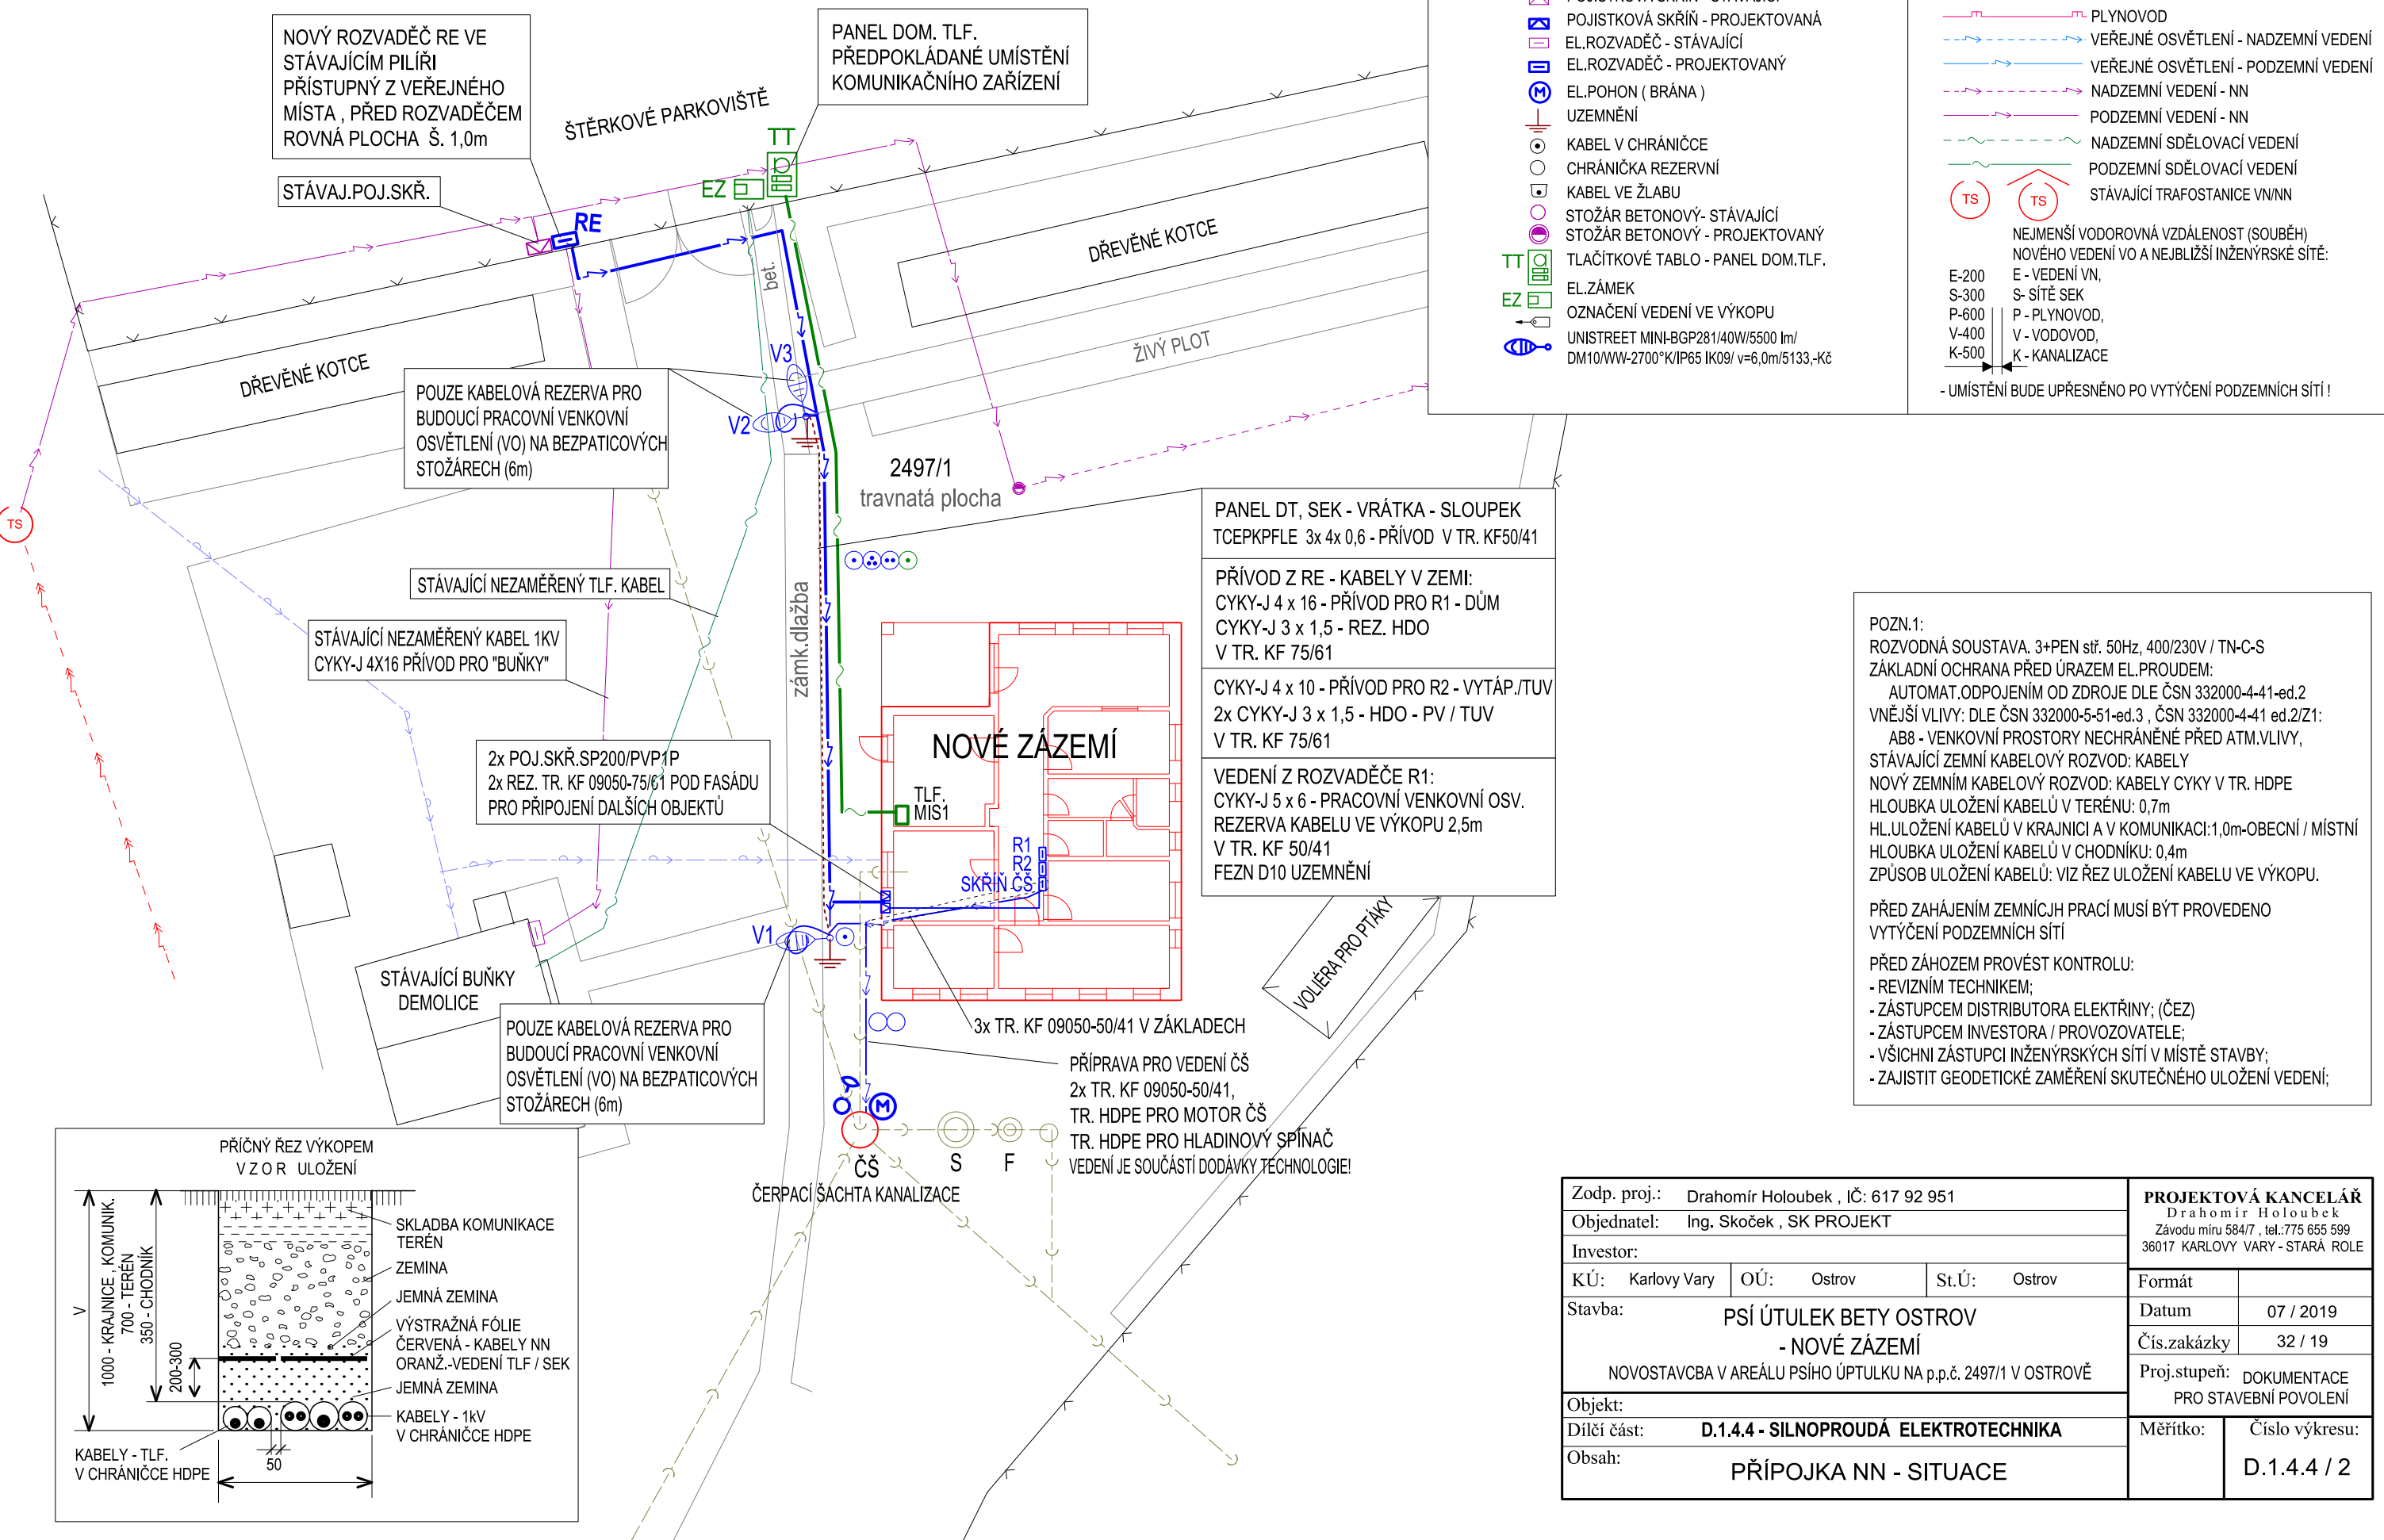 NOVÝ ROZVADĚČ RE VE
STÁVAJÍCÍM PILÍŘI
PŘÍSTUPNÝ Z VEŘEJNÉHO
MÍSTA , PŘED ROZVADĚČEM
ROVNÁ PLOCHA Š. 1,0m
STÁVAJ.POJ.SKŘ.
PANEL DOM. TLF.
PŘEDPOKLÁDANÉ UMÍSTĚNÍ
KOMUNIKAČNÍHO ZAŘÍZENÍ
ŠTĚRKOVÉ PARKOVIŠTĚ
TT
EZ
RE
bet.
DŘEVĚNÉ KOTCE
DŘEVĚNÉ KOTCE
ŽIVÝ PLOT
V3
V2
POUZE KABELOVÁ REZERVA PRO
BUDOUCÍ PRACOVNÍ VENKOVNÍ
OSVĚTLENÍ (VO) NA BEZPATICOVÝCH
STOŽÁRECH (6m)
2497/1
travnatá plocha
TS
STÁVAJÍCÍ NEZAMĚŘENÝ TLF. KABEL
STÁVAJÍCÍ NEZAMĚŘENÝ KABEL 1KV
CYKY-J 4X16 PŘÍVOD PRO "BUŇKY"
zámk.dlažba
2x POJ.SKŘ.SP200/PVP1P
2x REZ. TR. KF 09050-75/61 POD FASÁDU
PRO PŘIPOJENÍ DALŠÍCH OBJEKTŮ
NOVÉ ZÁZEMÍ
TLF.
MIS1
R1
R2
SKŘÍŇ ČŠ
V1
STÁVAJÍCÍ BUŇKY
DEMOLICE
POUZE KABELOVÁ REZERVA PRO
BUDOUCÍ PRACOVNÍ VENKOVNÍ
OSVĚTLENÍ (VO) NA BEZPATICOVÝCH
STOŽÁRECH (6m)
3x TR. KF 09050-50/41 V ZÁKLADECH
PŘÍPRAVA PRO VEDENÍ ČŠ
2x TR. KF 09050-50/41,
TR. HDPE PRO MOTOR ČŠ
TR. HDPE PRO HLADINOVÝ SPÍNAČ
VEDENÍ JE SOUČÁSTÍ DODÁVKY TECHNOLOGIE!
M
ČŠ
S
F
ČERPACÍ ŠACHTA KANALIZACE
VOLIÉRA PRO PTÁKY
PANEL DT, SEK - VRÁTKA - SLOUPEK
TCEPKPFLE 3x 4x 0,6 - PŘÍVOD V TR. KF50/41
PŘÍVOD Z RE - KABELY V ZEMI:
CYKY-J 4 x 16 - PŘÍVOD PRO R1 - DŮM
CYKY-J 3 x 1,5 - REZ. HDO
V TR. KF 75/61
CYKY-J 4 x 10 - PŘÍVOD PRO R2 - VYTÁP./TUV
2x CYKY-J 3 x 1,5 - HDO - PV / TUV
V TR. KF 75/61
VEDENÍ Z ROZVADĚČE R1:
CYKY-J 5 x 6 - PRACOVNÍ VENKOVNÍ OSV.
REZERVA KABELU VE VÝKOPU 2,5m
V TR. KF 50/41
FEZN D10 UZEMNĚNÍ
POJISTKOVÁ SKŘÍŇ - PROJEKTOVANÁ
EL.ROZVADĚČ - STÁVAJÍCÍ
EL.ROZVADĚČ - PROJEKTOVANÝ
M EL.POHON ( BRÁNA )
UZEMNĚNÍ
KABEL V CHRÁNIČCE
CHRÁNIČKA REZERVNÍ
KABEL VE ŽLABU
STOŽÁR BETONOVÝ- STÁVAJÍCÍ
STOŽÁR BETONOVÝ - PROJEKTOVANÝ
TT TLAČÍTKOVÉ TABLO - PANEL DOM.TLF.
EZ EL.ZÁMEK
OZNAČENÍ VEDENÍ VE VÝKOPU
UNISTREET MINI-BGP281/40W/5500 lm/
DM10/WW-2700°K/IP65 IK09/ v=6,0m/5133,-Kč
PLYNOVOD
VEŘEJNÉ OSVĚTLENÍ - NADZEMNÍ VEDENÍ
VEŘEJNÉ OSVĚTLENÍ - PODZEMNÍ VEDENÍ
NADZEMNÍ VEDENÍ - NN
PODZEMNÍ VEDENÍ - NN
NADZEMNÍ SDĚLOVACÍ VEDENÍ
PODZEMNÍ SDĚLOVACÍ VEDENÍ
TS TS STÁVAJÍCÍ TRAFOSTANICE VN/NN
NEJMENŠÍ VODOROVNÁ VZDÁLENOST (SOUBĚH)
NOVÉHO VEDENÍ VO A NEJBLIŽŠÍ INŽENÝRSKÉ SÍTĚ:
E-200 E - VEDENÍ VN,
S-300 S- SÍTĚ SEK
P-600 P - PLYNOVOD,
V-400 V - VODOVOD,
K-500 K - KANALIZACE
- UMÍSTĚNÍ BUDE UPŘESNĚNO PO VYTÝČENÍ PODZEMNÍCH SÍTÍ !
POZN.1:
ROZVODNÁ SOUSTAVA. 3+PEN stř. 50Hz, 400/230V / TN-C-S
ZÁKLADNÍ OCHRANA PŘED ÚRAZEM EL.PROUDEM:
AUTOMAT.ODPOJENÍM OD ZDROJE DLE ČSN 332000-4-41-ed.2
VNĚJŠÍ VLIVY: DLE ČSN 332000-5-51-ed.3 , ČSN 332000-4-41 ed.2/Z1:
AB8 - VENKOVNÍ PROSTORY NECHRÁNĚNÉ PŘED ATM.VLIVY,
STÁVAJÍCÍ ZEMNÍ KABELOVÝ ROZVOD: KABELY
NOVÝ ZEMNÍM KABELOVÝ ROZVOD: KABELY CYKY V TR. HDPE
HLOUBKA ULOŽENÍ KABELŮ V TERÉNU: 0,7m
HL.ULOŽENÍ KABELŮ V KRAJNICI A V KOMUNIKACI:1,0m-OBECNÍ / MÍSTNÍ
HLOUBKA ULOŽENÍ KABELŮ V CHODNÍKU: 0,4m
ZPŮSOB ULOŽENÍ KABELŮ: VIZ ŘEZ ULOŽENÍ KABELU VE VÝKOPU.
PŘED ZAHÁJENÍM ZEMNÍCJH PRACÍ MUSÍ BÝT PROVEDENO
VYTÝČENÍ PODZEMNÍCH SÍTÍ
PŘED ZÁHOZEM PROVÉST KONTROLU:
- REVIZNÍM TECHNIKEM;
- ZÁSTUPCEM DISTRIBUTORA ELEKTŘINY; (ČEZ)
- ZÁSTUPCEM INVESTORA / PROVOZOVATELE;
- VŠICHNI ZÁSTUPCI INŽENÝRSKÝCH SÍTÍ V MÍSTĚ STAVBY;
- ZAJISTIT GEODETICKÉ ZAMĚŘENÍ SKUTEČNÉHO ULOŽENÍ VEDENÍ;
PŘÍČNÝ ŘEZ VÝKOPEM
V Z O R ULOŽENÍ
V
1000 - KRAJNICE , KOMUNIK.
700 - TERÉN
350 - CHODNÍK
200-300
SKLADBA KOMUNIKACE
TERÉN
ZEMINA
JEMNÁ ZEMINA
VÝSTRAŽNÁ FÓLIE
ČERVENÁ - KABELY NN
ORANŽ.-VEDENÍ TLF / SEK
JEMNÁ ZEMINA
KABELY - 1kV
V CHRÁNIČCE HDPE
KABELY - TLF.
V CHRÁNIČCE HDPE
50
Zodp. proj.: Drahomír Holoubek , IČ: 617 92 951
Objednatel: Ing. Skoček , SK PROJEKT
Investor:
KÚ: Karlovy Vary OÚ: Ostrov St.Ú: Ostrov
Stavba: PSÍ ÚTULEK BETY OSTROV
- NOVÉ ZÁZEMÍ
NOVOSTAVCBA V AREÁLU PSÍHO ÚPTULKU NA p.p.č. 2497/1 V OSTROVĚ
Objekt:
Dílčí část: D.1.4.4 - SILNOPROUDÁ ELEKTROTECHNIKA
Obsah: PŘÍPOJKA NN - SITUACE
PROJEKTOVÁ KANCELÁŘ
Drahomír Holoubek
Závodu míru 584/7 , tel.:775 655 599
36017 KARLOVY VARY - STARÁ ROLE
Formát
Datum 07 / 2019
Čís.zakázky 32 / 19
Proj.stupeň: DOKUMENTACE
PRO STAVEBNÍ POVOLENÍ
Měřítko: Číslo výkresu:
D.1.4.4 / 2